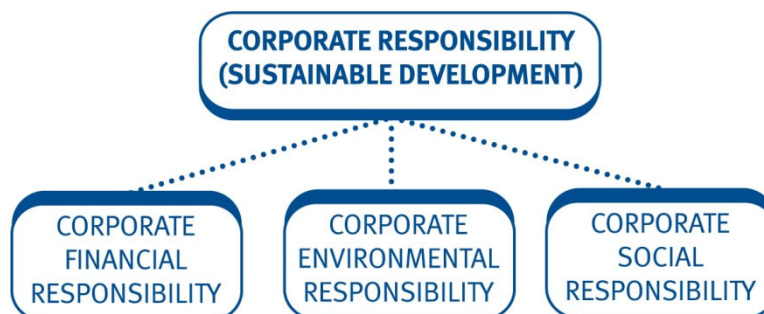 CORPORATE RESPONSIBILITY
(SUSTAINABLE DEVELOPMENT)
CORPORATE
FINANCIAL
RESPONSIBILITY
CORPORATE
ENVIRONMENTAL
RESPONSIBILITY
CORPORATE
SOCIAL
RESPONSIBILITY